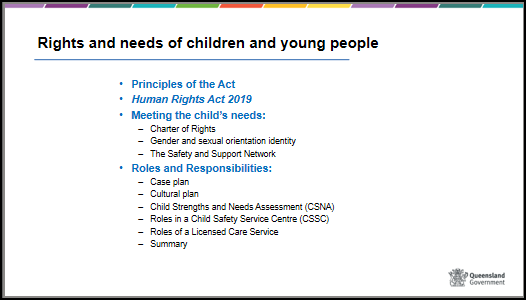 Rights and needs of children and young people
• Principles of the Act
• Human Rights Act 2019
• Meeting the child's needs:
– Charter of Rights
– Gender and sexual orientation identity
– The Safety and Support Network
• Roles and Responsibilities:
– Case plan
– Cultural plan
– Child Strengths and Needs Assessment (CSNA)
– Roles in a Child Safety Service Centre (CSSC)
– Roles of a Licensed Care Service
– Summary
Queensland
Government